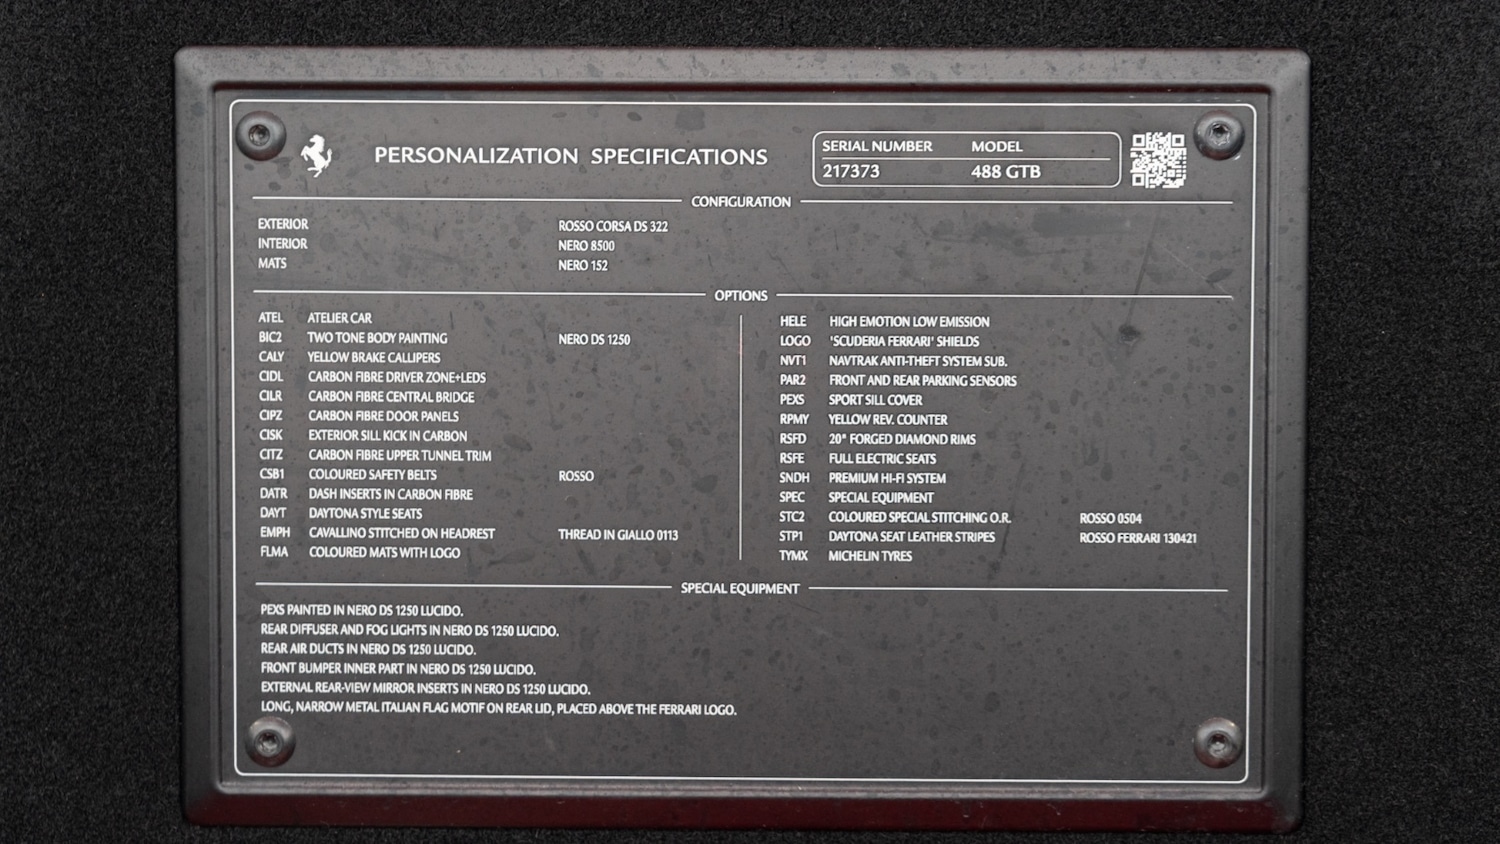 PERSONALIZATION SPECIFICATIONS
SERIAL NUMBER MODEL
217373 488 GTB
CONFIGURATION
EXTERIOR ROSSO CORSA DS 322
INTERIOR NERO 8500
MATS NERO 152
OPTIONS
ATEL ATELIER CAR
BIC2 TWO TONE BODY PAINTING NERO DS 1250
CALY YELLOW BRAKE CALLIPERS
CIDL CARBON FIBRE DRIVER ZONE+LEDS
CILR CARBON FIBRE CENTRAL BRIDGE
CIPZ CARBON FIBRE DOOR PANELS
CISK EXTERIOR SILL KICK IN CARBON
CITZ CARBON FIBRE UPPER TUNNEL TRIM
CSB1 COLOURED SAFETY BELTS ROSSO
DATR DASH INSERTS IN CARBON FIBRE
DAYT DAYTONA STYLE SEATS
EMPH CAVALLINO STITCHED ON HEADREST THREAD IN GIALLO 0113
FLMA COLOURED MATS WITH LOGO
HELE HIGH EMOTION LOW EMISSION
LOGO 'SCUDERIA FERRARI' SHIELDS
NVT1 NAVTRAK ANTI-THEFT SYSTEM SUB.
PAR2 FRONT AND REAR PARKING SENSORS
PEXS SPORT SILL COVER
RPMY YELLOW REV. COUNTER
RSFD 20" FORGED DIAMOND RIMS
RSFE FULL ELECTRIC SEATS
SNDH PREMIUM HI-FI SYSTEM
SPEC SPECIAL EQUIPMENT
STC2 COLOURED SPECIAL STITCHING O.R. ROSSO 0504
STP1 DAYTONA SEAT LEATHER STRIPES ROSSO FERRARI 130421
TYMX MICHELIN TYRES
SPECIAL EQUIPMENT
PEXS PAINTED IN NERO DS 1250 LUCIDO.
REAR DIFFUSER AND FOG LIGHTS IN NERO DS 1250 LUCIDO.
REAR AIR DUCTS IN NERO DS 1250 LUCIDO.
FRONT BUMPER INNER PART IN NERO DS 1250 LUCIDO.
EXTERNAL REAR-VIEW MIRROR INSERTS IN NERO DS 1250 LUCIDO.
LONG, NARROW METAL ITALIAN FLAG MOTIF ON REAR LID, PLACED ABOVE THE FERRARI LOGO.